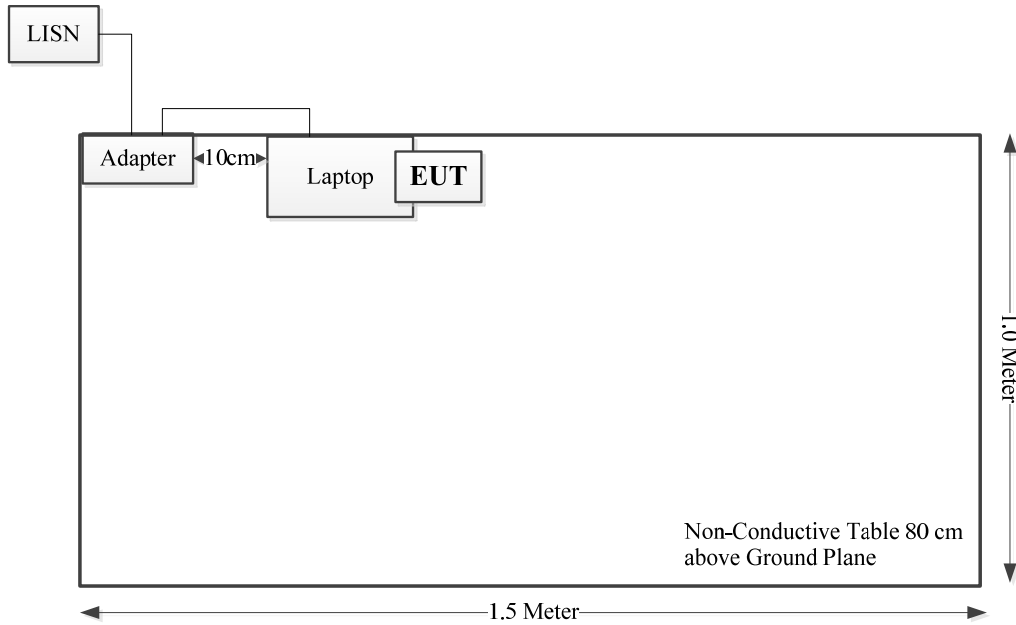 LISN
Adapter
10cm
Laptop
EUT
1.0 Meter
Non-Conductive Table 80 cm
above Ground Plane
1.5 Meter